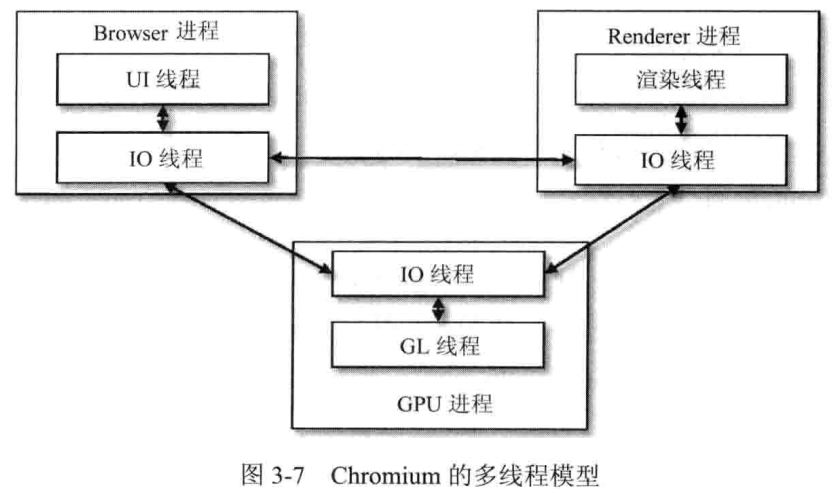 Browser 进程
UI 线程
IO 线程
Renderer 进程
渲染线程
IO 线程
IO 线程
GL 线程
GPU 进程
图 3-7 Chromium 的多线程模型